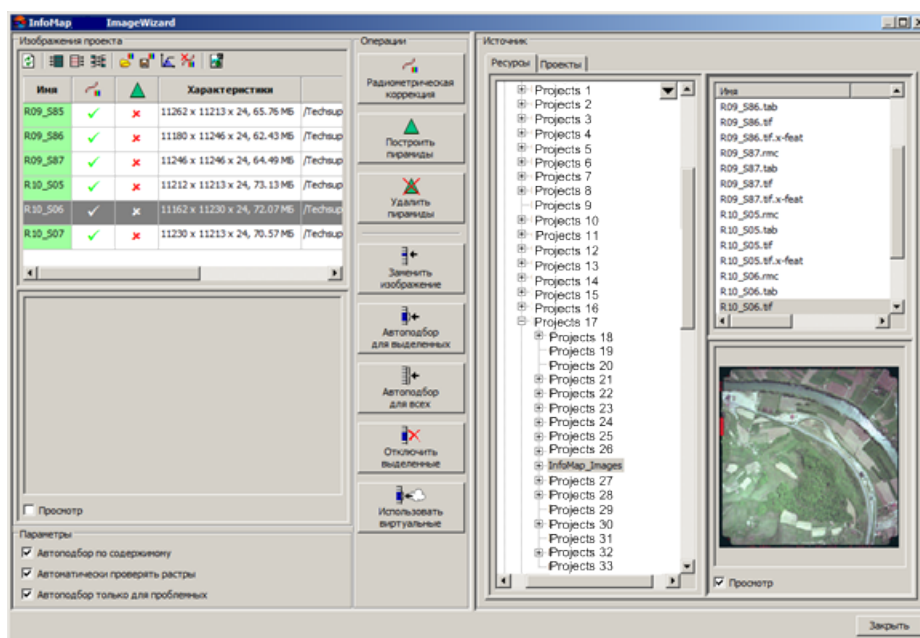 InfoMap ImageWizard
Изображения проекта
Имя Характеристики
R09_S85 11262 x 11213 x 24, 65.76 МБ /Techsup
R09_S86 11180 x 11246 x 24, 62.43 МБ /Techsup
R09_S87 11246 x 11246 x 24, 64.49 МБ /Techsup
R10_S05 11212 x 11213 x 24, 73.13 МБ /Techsup
R10_S06 11162 x 11230 x 24, 72.07 МБ /Techsup
R10_S07 11230 x 11213 x 24, 70.57 МБ /Techsup
Просмотр
Параметры
Автоподбор по содержимому
Автоматически проверять растры
Автоподбор только для проблемных
Операции
Радиометрическая
коррекция
Построить
пирамиды
Удалить
пирамиды
Заменить
изображение
Автоподбор
для выделенных
Автоподбор
для всех
Отключить
выделенные
Использовать
виртуальные
Источник
Ресурсы Проекты
Projects 1
Projects 2
Projects 3
Projects 4
Projects 5
Projects 6
Projects 7
Projects 8
Projects 9
Projects 10
Projects 11
Projects 12
Projects 13
Projects 14
Projects 15
Projects 16
Projects 17
Projects 18
Projects 19
Projects 20
Projects 21
Projects 22
Projects 23
Projects 24
Projects 25
Projects 26
InfoMap_Images
Projects 27
Projects 28
Projects 29
Projects 30
Projects 31
Projects 32
Projects 33
Имя
R09_S86.tab
R09_S86.tif
R09_S86.tif.x-feat
R09_S87.rmc
R09_S87.tab
R09_S87.tif
R09_S87.tif.x-feat
R10_S05.rmc
R10_S05.tab
R10_S05.tif
R10_S05.tif.x-feat
R10_S06.rmc
R10_S06.tab
R10_S06.tif
Просмотр
Закрыть